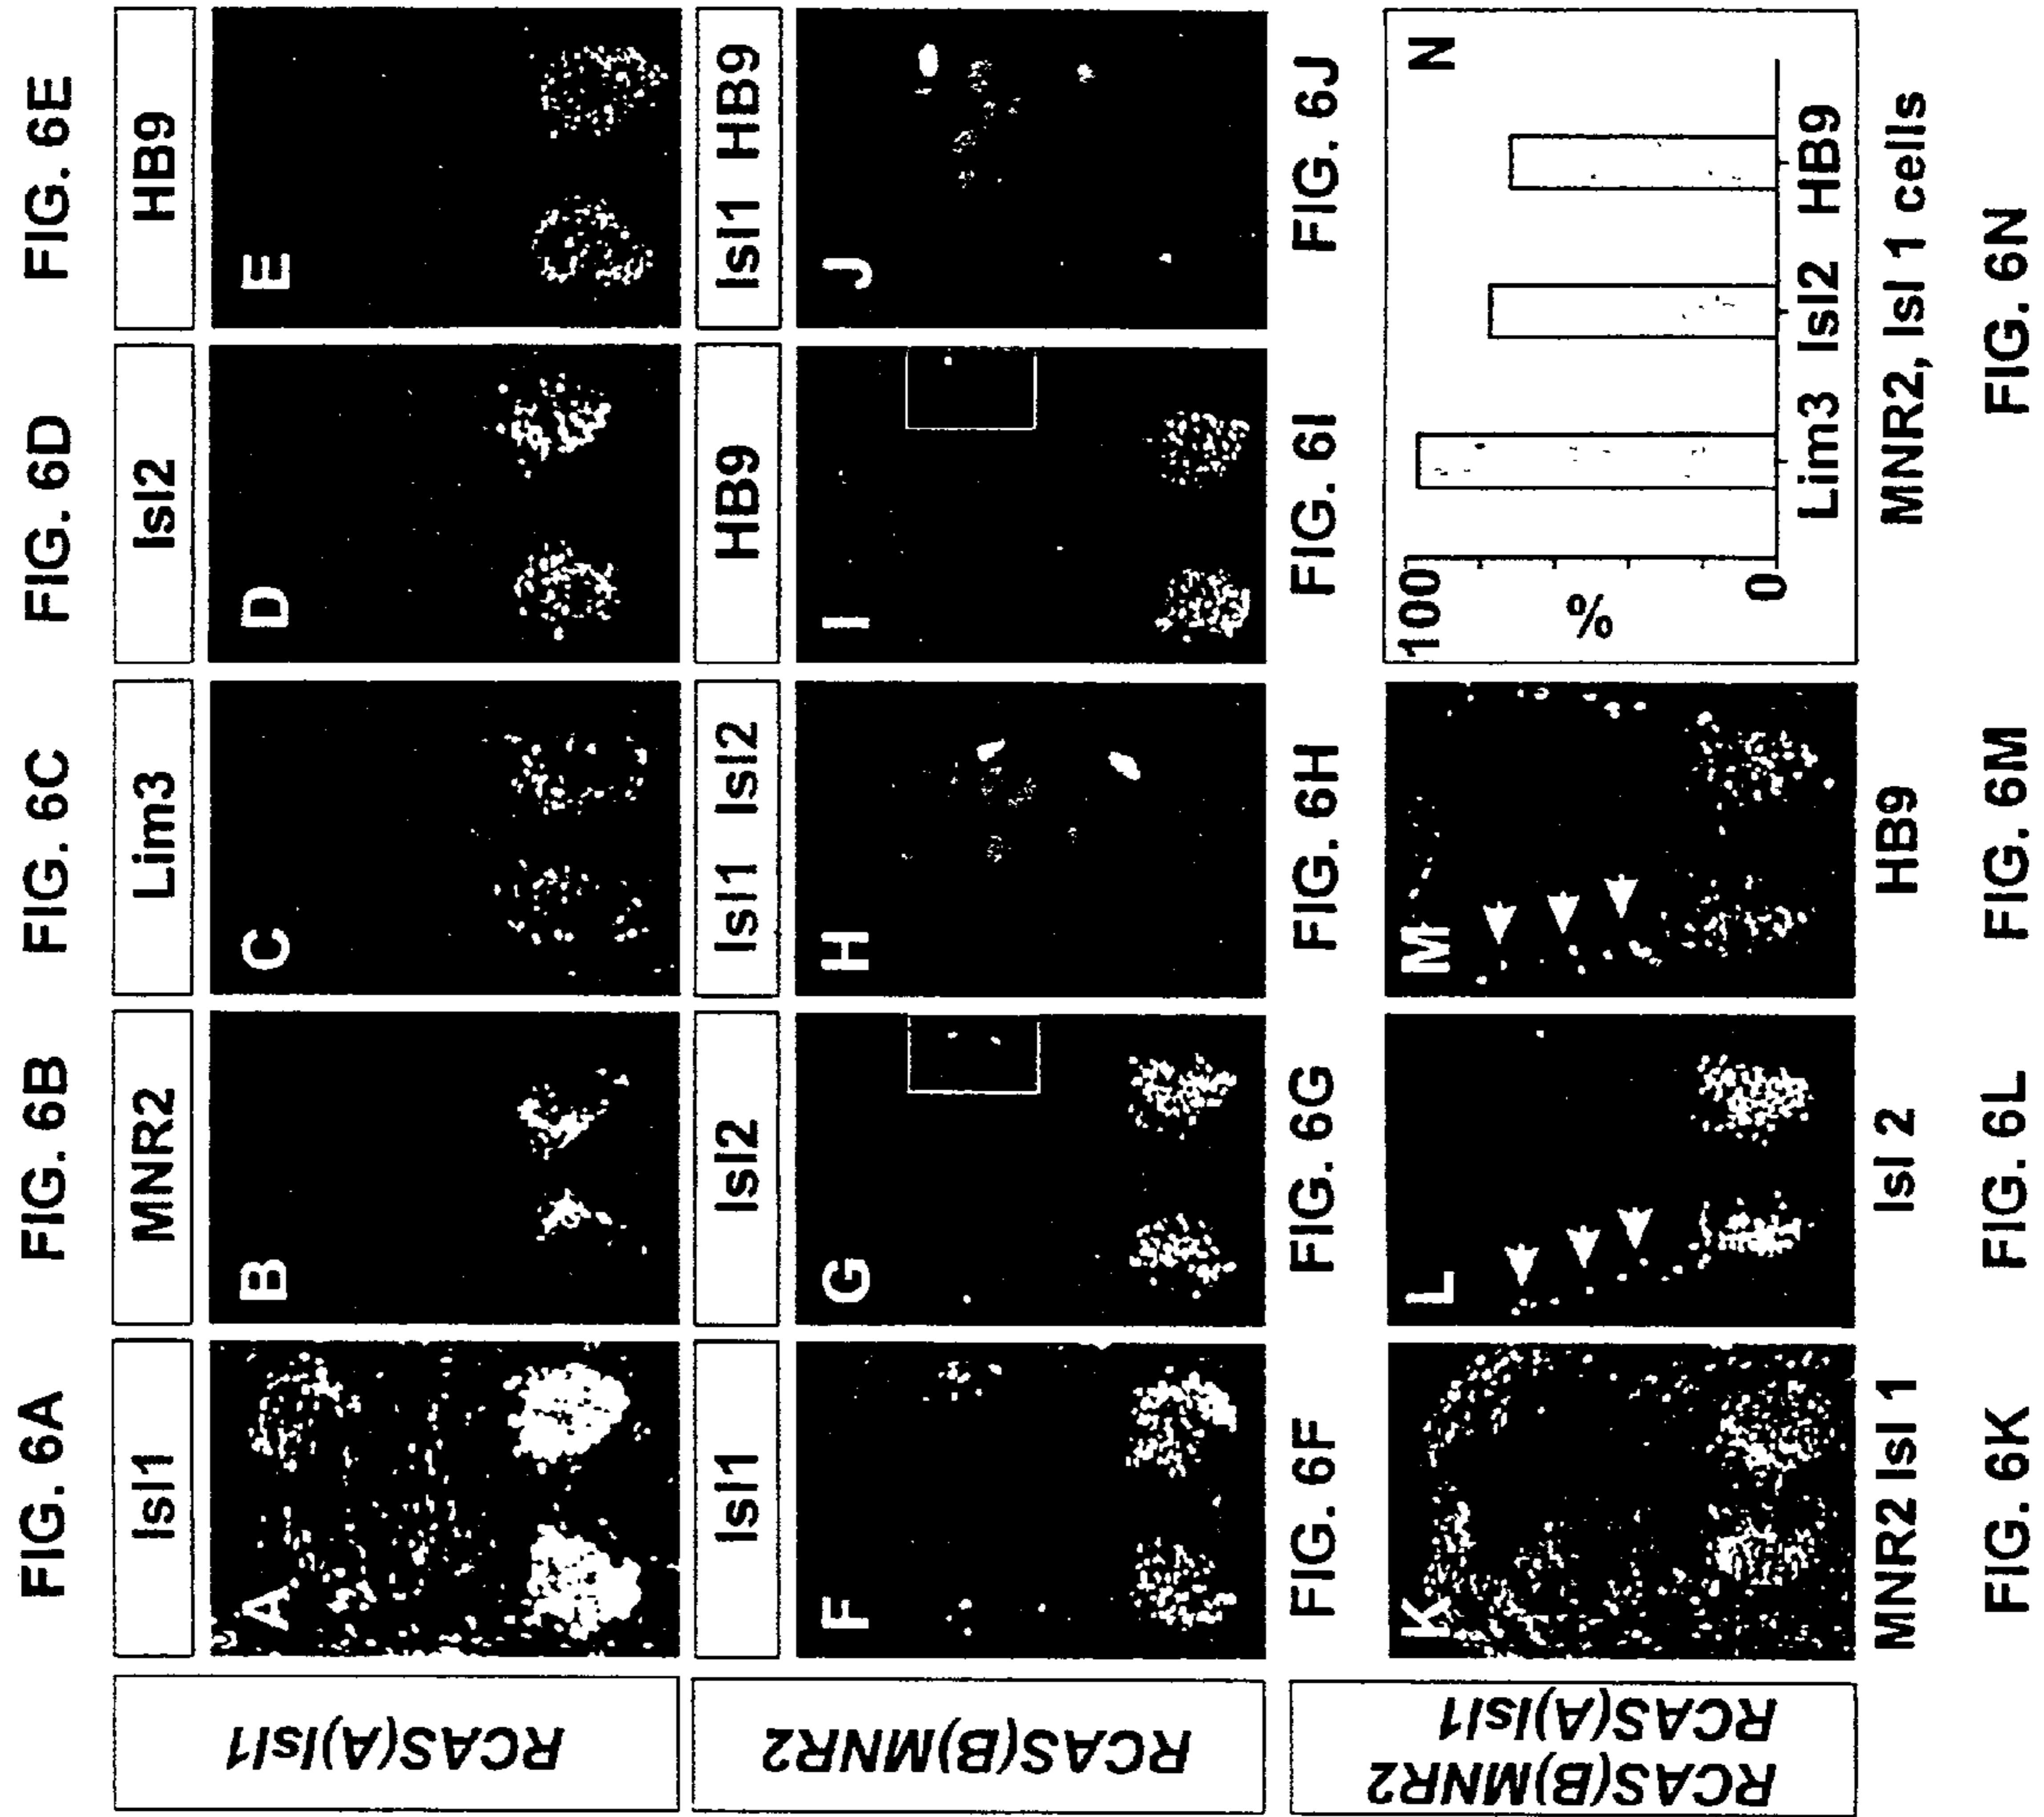 FIG. 6A FIG. 6B FIG. 6C FIG. 6D FIG. 6E
Isl1 MNR2 Lim3 Isl2 HB9
RCAS(A)Isl1
A B C D E
Isl1 Isl2 Isl1 Isl2 HB9 Isl1 HB9
RCAS(B)MNR2
F G H I J
FIG. 6F FIG. 6G FIG. 6H FIG. 6I FIG. 6J
RCAS(B)MNR2
RCAS(A)Isl1
K L M N
100
%
0
Lim3 Isl2 HB9
MNR2 Isl 1 Isl 2 HB9 MNR2, Isl 1 cells
FIG. 6K FIG. 6L FIG. 6M FIG. 6N